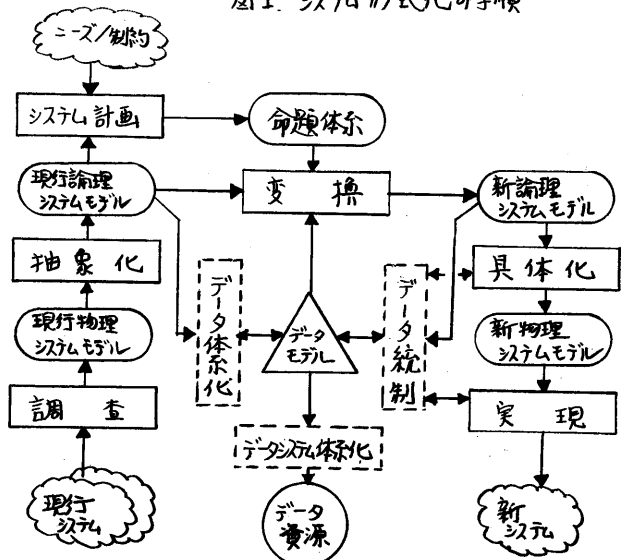 図1. システムの式化の手順
ニーズ/制約
システム計画
命題体系
現行論理
システムモデル
変 換
新論理
システムモデル
抽 象 化
具 体 化
データ体系化
データ
モデル
データ統制
現行物理
システムモデル
新物理
システムモデル
調 査
実 現
データシステム体系化
現行
システム
データ
資源
新
システム